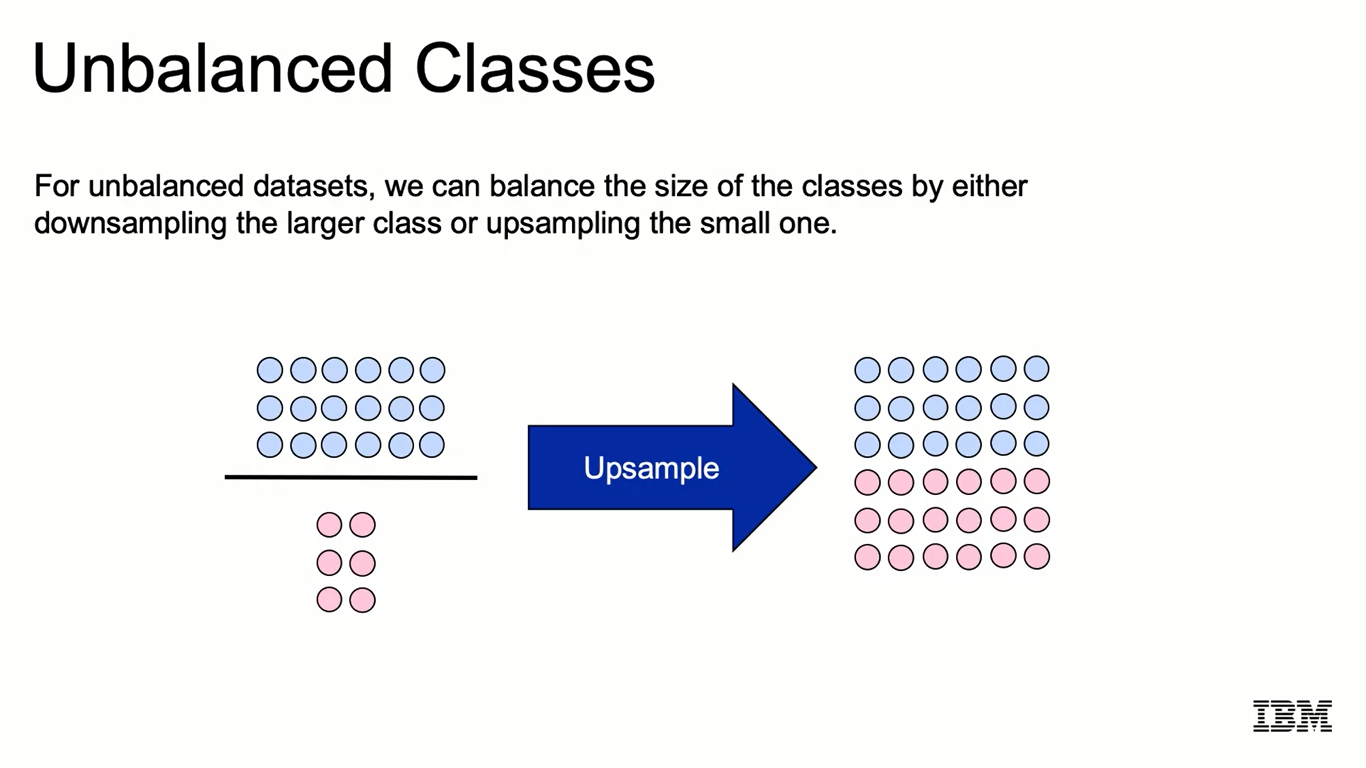 Unbalanced Classes
For unbalanced datasets, we can balance the size of the classes by either
downsampling the larger class or upsampling the small one.
Upsample
IBM